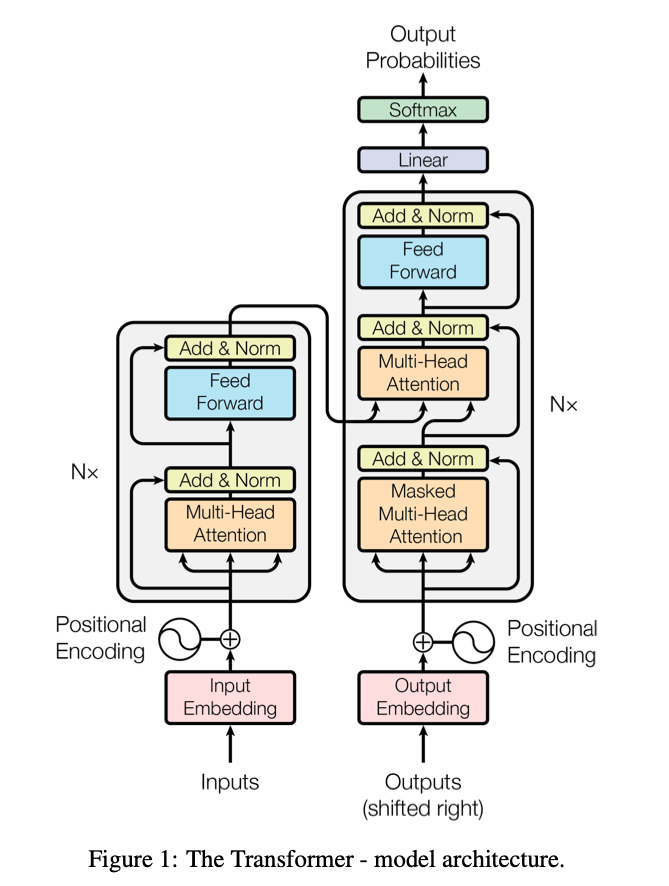 Output
Probabilities
Softmax
Linear
Add & Norm
Feed
Forward
Add & Norm
Multi-Head
Attention
Add & Norm
Masked
Multi-Head
Attention
Nx
Positional
Encoding
Output
Embedding
Outputs
(shifted right)
Add & Norm
Feed
Forward
Add & Norm
Multi-Head
Attention
Nx
Positional
Encoding
Input
Embedding
Inputs
Figure 1: The Transformer - model architecture.